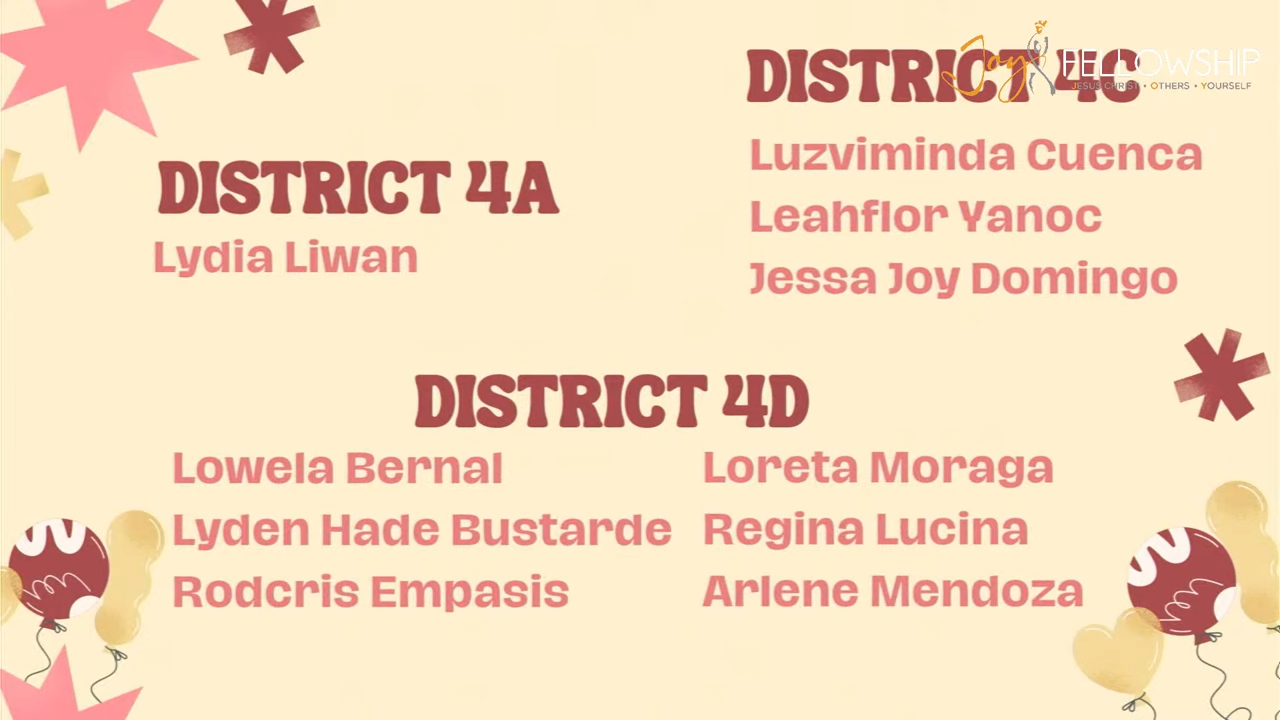 DISTRICT 4A
Lydia Liwan
DISTRICT 4C
Joy FELLOWSHIP
JESUS CHRIST • OTHERS • YOURSELF
Luzviminda Cuenca
Leahflor Yanoc
Jessa Joy Domingo
DISTRICT 4D
Lowela Bernal
Lyden Hade Bustarde
Rodcris Empasis
Loreta Moraga
Regina Lucina
Arlene Mendoza